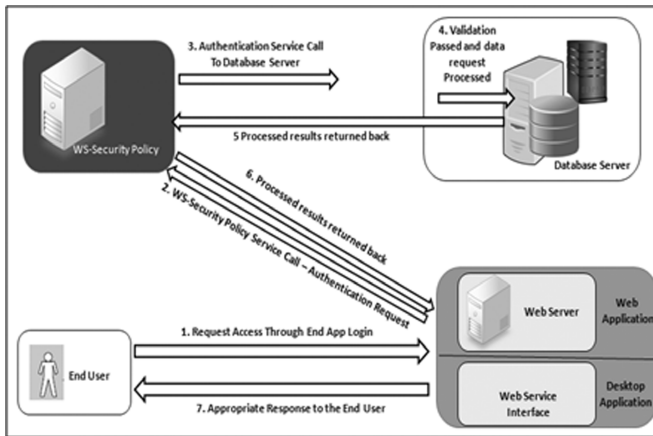 3. Authentication Service Call
To Database Server
4. Validation
Passed and data
request
Processed
WS-Security Policy
5 Processed results returned back
Database Server
6. Processed results returned back
2. WS-Security Policy Service Call – Authentication Request
Web Server
Web
Application
1. Request Access Through End App Login
End User
Web Service
Interface
Desktop
Application
7. Appropriate Response to the End User